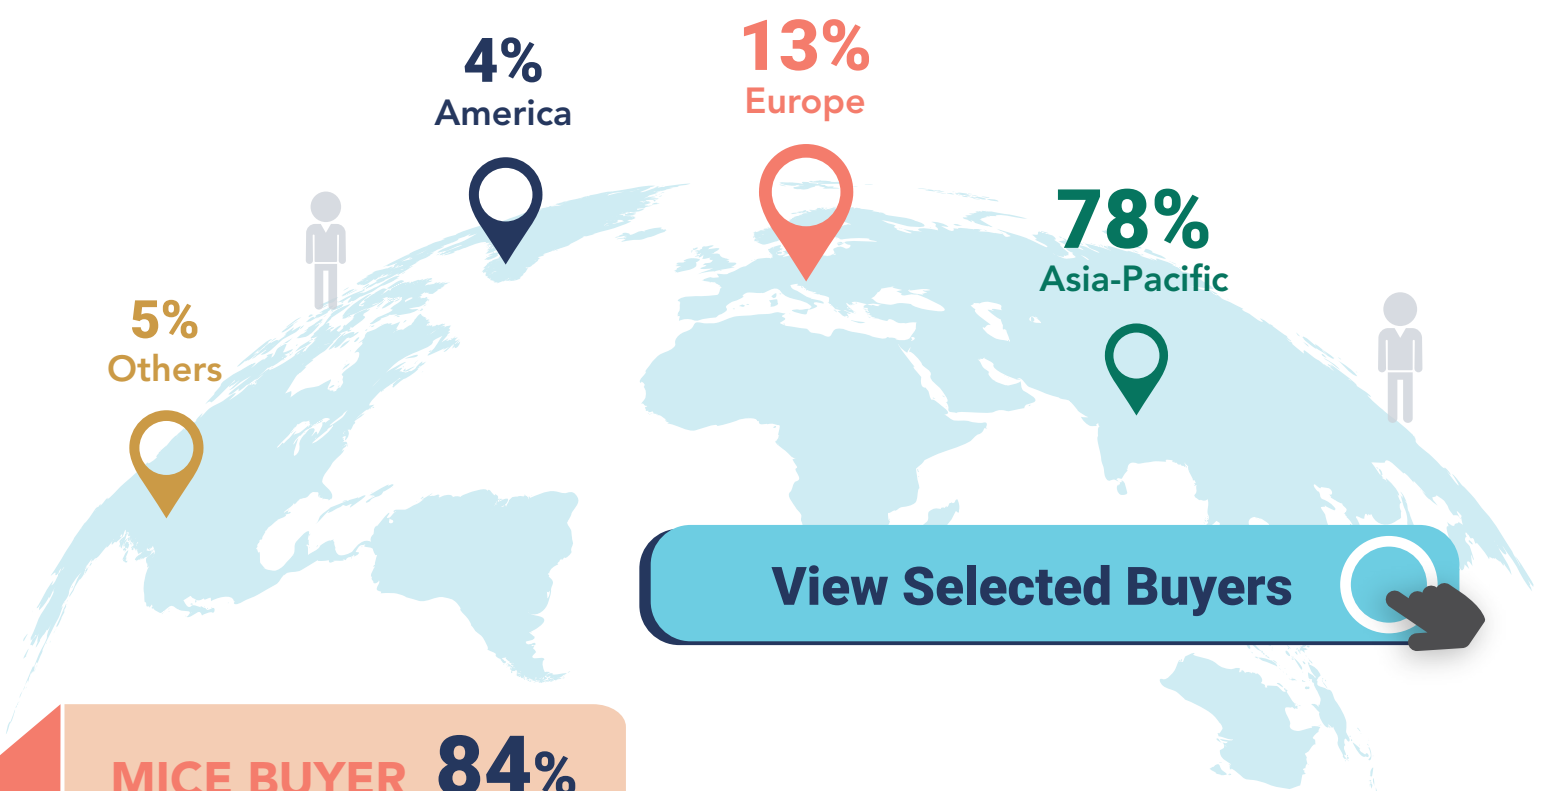 4%
America
13%
Europe
78%
Asia-Pacific
5%
Others
View Selected Buyers
MICE BUYER 84%